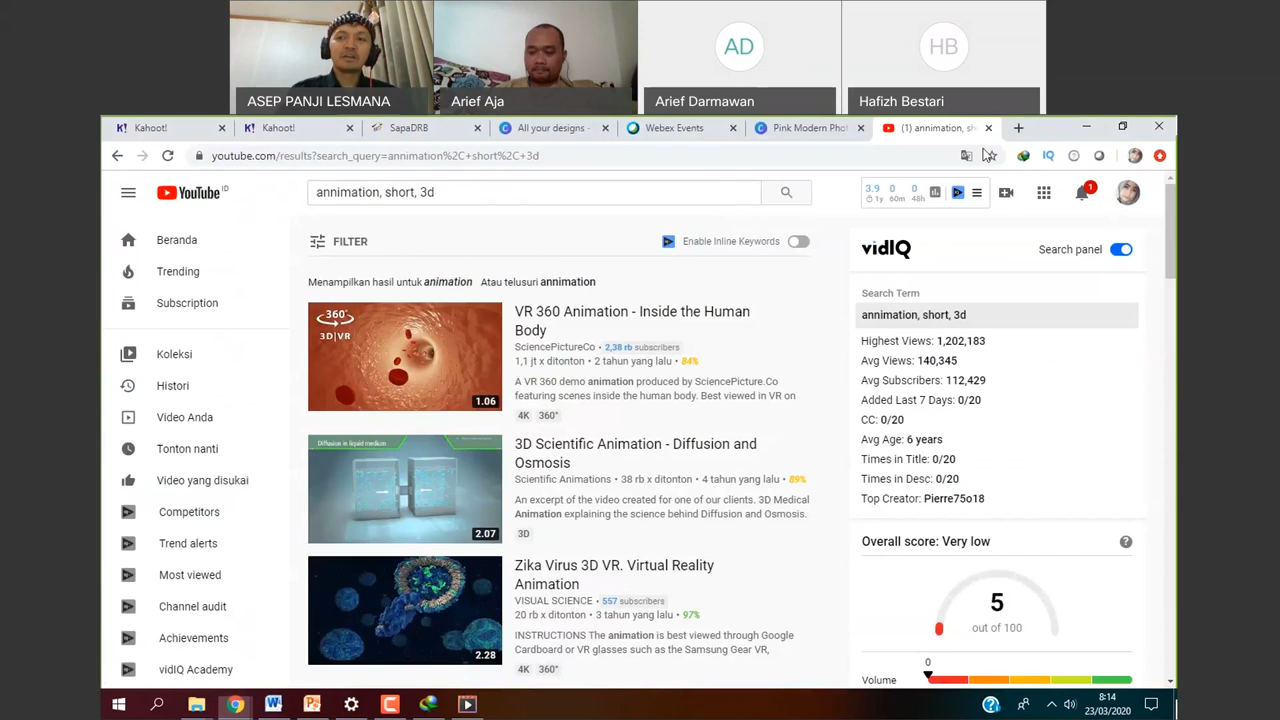 AD
HB
ASEP PANJI LESMANA
Arief Aja
Arief Darmawan
Hafizh Bestari
Kahoot!
Kahoot!
SapaDRB
All your designs -
Webex Events
Pink Modern Phot
(1) annimation, sh
youtube.com/results?search_query=annimation%2C+short%2C+3d
YouTube ID
annimation, short, 3d
3.9 0 0
1y 60m 48h
1
Beranda
Trending
Subscription
Koleksi
Histori
Video Anda
Tonton nanti
Video yang disukai
Competitors
Trend alerts
Most viewed
Channel audit
Achievements
vidIQ Academy
FILTER
Enable Inline Keywords
Menampilkan hasil untuk animation Atau telusuri annimation
360°
3D|VR
1.06
VR 360 Animation - Inside the Human
Body
SciencePictureCo • 2,38 rb subscribers
1,1 jt x ditonton • 2 tahun yang lalu • 84%
A VR 360 demo animation produced by SciencePicture.Co
featuring scenes inside the human body. Best viewed in VR on
4K 360°
Diffusion in liquid medium
2.07
3D Scientific Animation - Diffusion and
Osmosis
Scientific Animations • 38 rb x ditonton • 4 tahun yang lalu • 89%
An excerpt of the video created for one of our clients. 3D Medical
Animation explaining the science behind Diffusion and Osmosis.
3D
2.28
Zika Virus 3D VR. Virtual Reality
Animation
VISUAL SCIENCE • 557 subscribers
20 rb x ditonton • 3 tahun yang lalu • 97%
INSTRUCTIONS The animation is best viewed through Google
Cardboard or VR glasses such as the Samsung Gear VR,
4K 360°
vidIQ
Search panel
Search Term
annimation, short, 3d
Highest Views: 1,202,183
Avg Views: 140,345
Avg Subscribers: 112,429
Added Last 7 Days: 0/20
CC: 0/20
Avg Age: 6 years
Times in Title: 0/20
Times in Desc: 0/20
Top Creator: Pierre75o18
Overall score: Very low
5
out of 100
0
Volume
8:14
23/03/2020